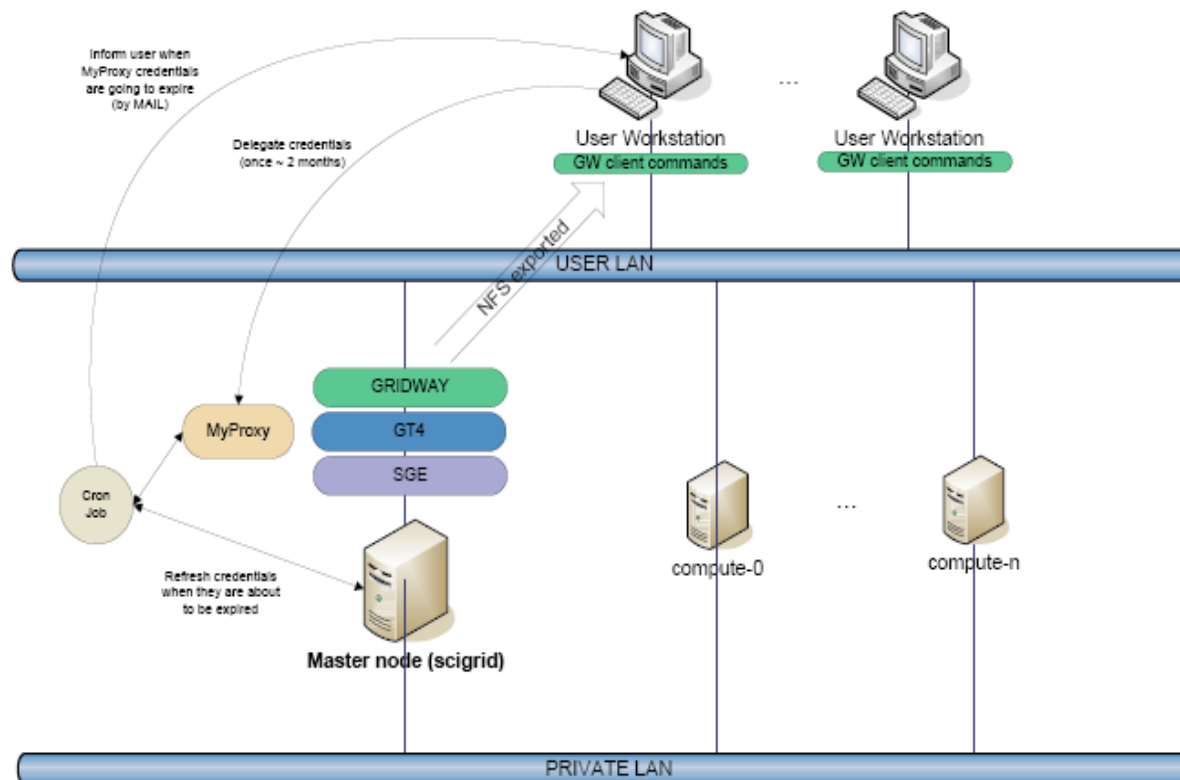 Inform user when
MyProxy credentials
are going to expire
(by MAIL)
...
User Workstation
User Workstation
GW client commands
GW client commands
Delegate credentials
(once ~ 2 months)
NFS exported
USER LAN
GRIDWAY
MyProxy
GT4
SGE
Cron
Job
...
compute-0
compute-n
Refresh credentials
when they are about
to be expired
Master node (scigrid)
PRIVATE LAN